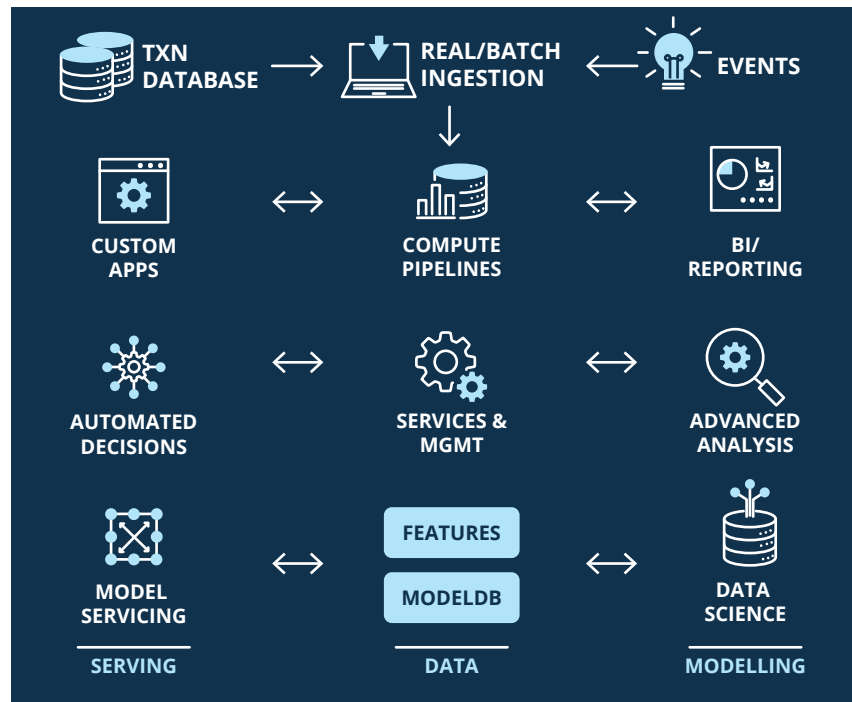 TXN
DATABASE
REAL/BATCH
INGESTION
EVENTS
CUSTOM
APPS
COMPUTE
PIPELINES
BI/
REPORTING
AUTOMATED
DECISIONS
SERVICES &
MGMT
ADVANCED
ANALYSIS
MODEL
SERVICING
FEATURES
MODELDB
DATA
SCIENCE
SERVING
DATA
MODELLING